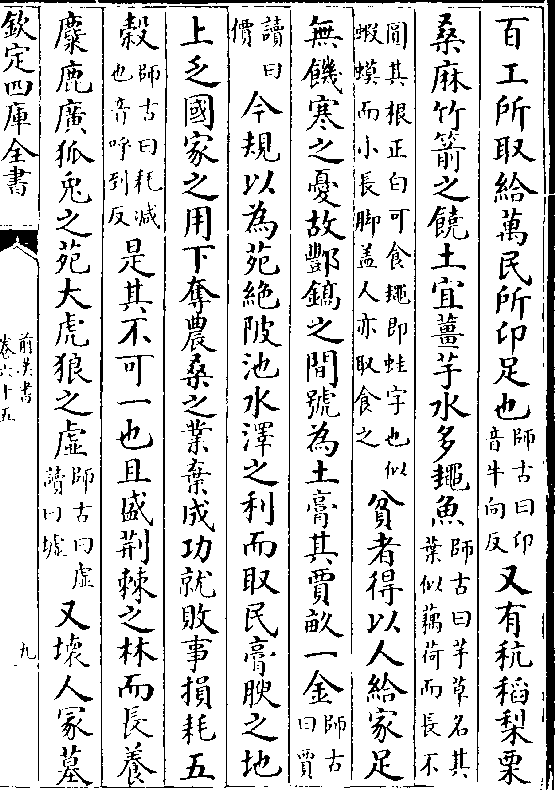 百工所取給萬民所卬足也師古曰卬音牛向反又有秔稻梨栗
桑麻竹箭之饒土宜薑芋水多鼃魚師古曰芋草名其葉似藕荷而長不
圓其根正白可食鼃即蛙字也似蝦蟆而小長脚盖人亦取食之貧者得以人給家足
無饑寒之憂故酆鎬之間號為土膏其賈畝一金師古曰賈
讀曰價今規以為苑絶陂池水澤之利而取民膏腴之地
上乏國家之用下奪農桑之業棄成功就敗事損耗五
穀師古曰耗減也音呼到反是其不可一也且盛荆棘之林而長養
麋鹿廣狐兎之苑大虎狼之虛師古曰虛讀曰墟又壊人冢墓
欽定四庫全書
前漢書
卷六十五
九